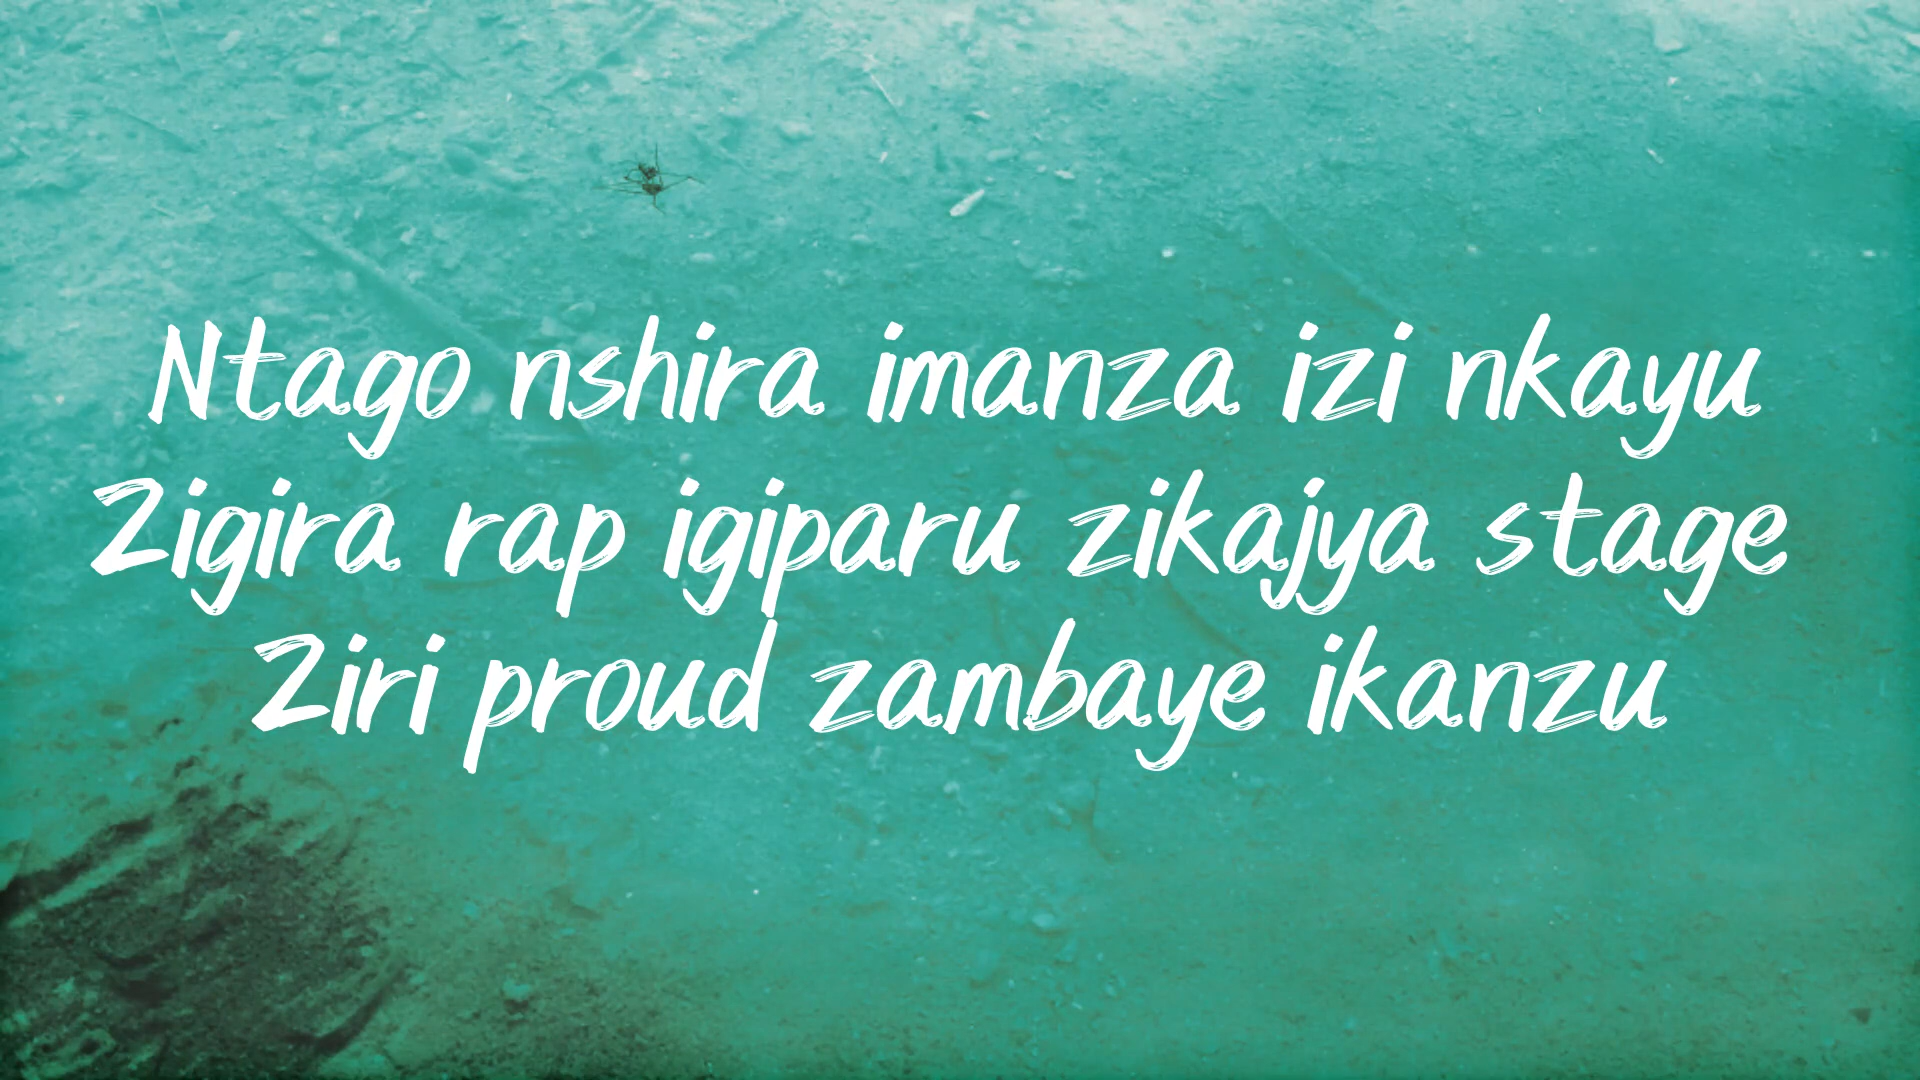 Ntago nshira imanza izi nkayu
Zigira rap igiparu zikajya stage
Ziri proud zambaye ikanzu